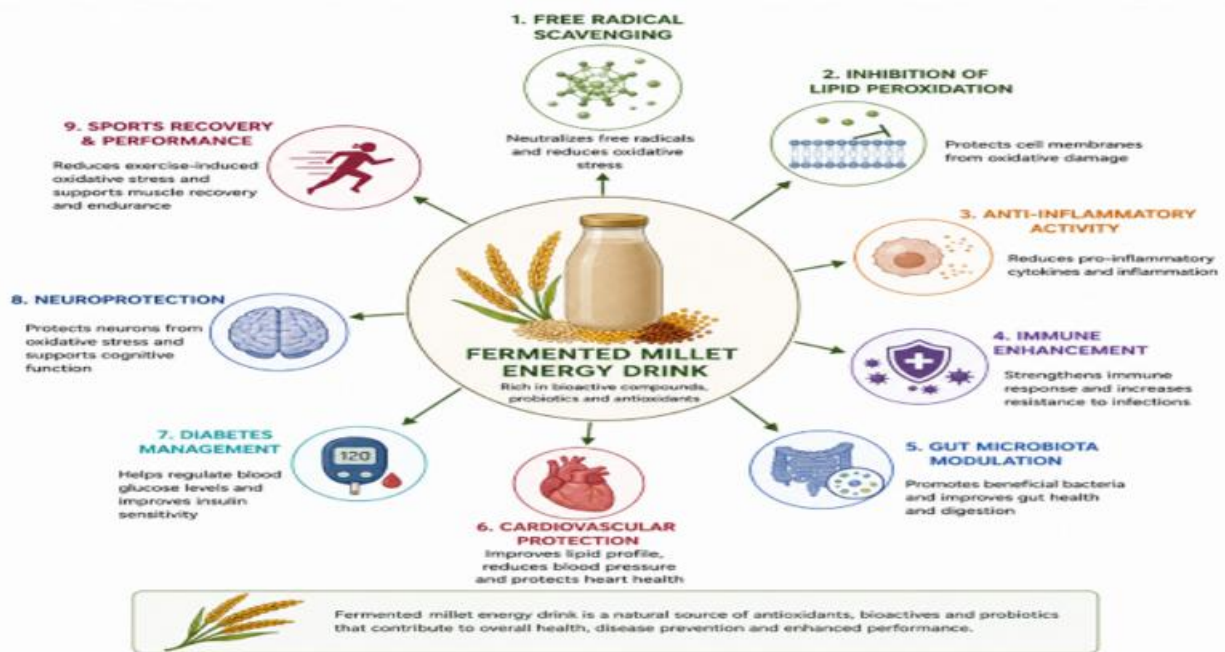 1. FREE RADICAL
SCAVENGING
Neutralizes free radicals
and reduces oxidative
stress
2. INHIBITION OF
LIPID PEROXIDATION
Protects cell membranes
from oxidative damage
3. ANTI-INFLAMMATORY
ACTIVITY
Reduces pro-inflammatory
cytokines and inflammation
4. IMMUNE
ENHANCEMENT
Strengthens immune
response and increases
resistance to infections
5. GUT MICROBIOTA
MODULATION
Promotes beneficial bacteria
and improves gut health
and digestion
6. CARDIOVASCULAR
PROTECTION
Improves lipid profile,
reduces blood pressure
and protects heart health
7. DIABETES
MANAGEMENT
Helps regulate blood
glucose levels and
improves insulin
sensitivity
120
8. NEUROPROTECTION
Protects neurons from
oxidative stress and
supports cognitive
function
9. SPORTS RECOVERY
& PERFORMANCE
Reduces exercise-induced
oxidative stress and
supports muscle recovery
and endurance
FERMENTED MILLET
ENERGY DRINK
Rich in bioactive compounds,
probiotics and antioxidants
Fermented millet energy drink is a natural source of antioxidants, bioactives and probiotics
that contribute to overall health, disease prevention and enhanced performance.